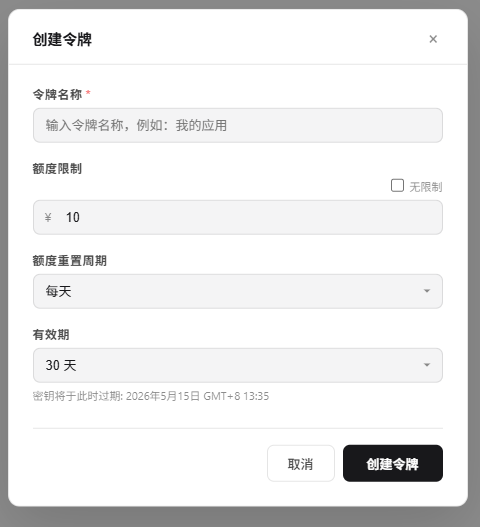 创建令牌
×
令牌名称 *
输入令牌名称，例如：我的应用
额度限制
无限制
¥ 10
额度重置周期
每天
有效期
30 天
密钥将于此时过期: 2026年5月15日 GMT+8 13:35
取消 创建令牌